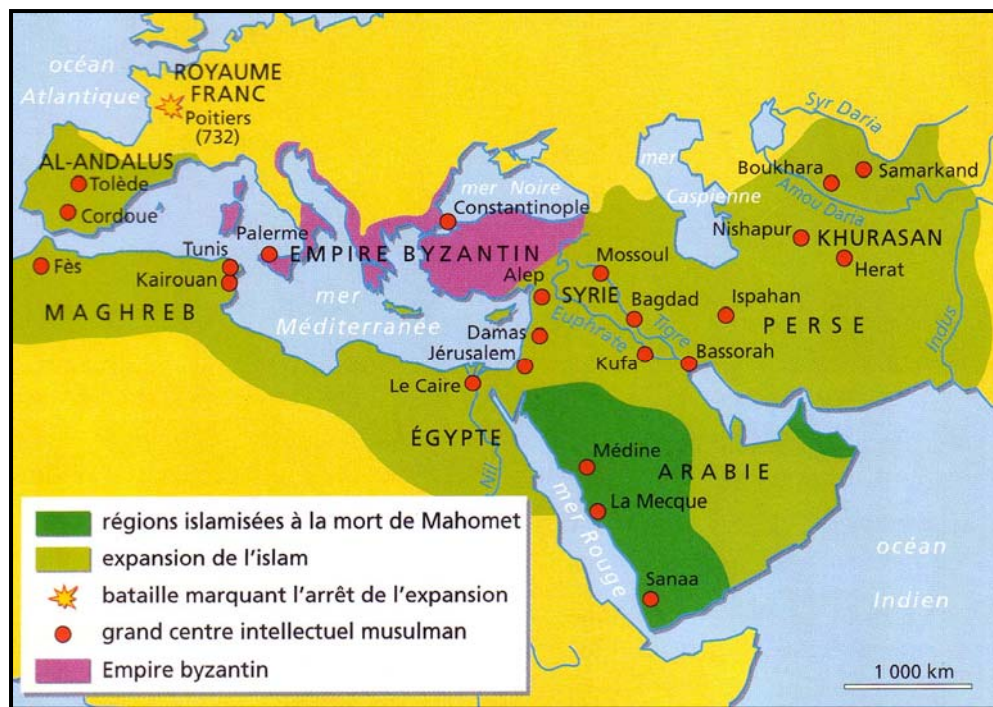 océan
Atlantique
ROYAUME
FRANC
Poitiers
(732)
AL-ANDALUS
Tolède
Cordoue
Fès
MAGHREB
Tunis
Kairouan
Palerme
EMPIRE BYZANTIN
mer Noire
Constantinople
mer
Méditerranée
mer
Caspienne
Syr Daria
Boukhara
Samarkand
Amou Daria
Nishapur
KHURASAN
Herat
Mossoul
Alep
SYRIE
Bagdad
Ispahan
PERSE
Indus
Euphrate
Tigre
Damas
Jérusalem
Kufa
Bassorah
Le Caire
ÉGYPTE
Nil
Médine
ARABIE
La Mecque
mer Rouge
Sanaa
océan
Indien
régions islamisées à la mort de Mahomet
expansion de l'islam
bataille marquant l'arrêt de l'expansion
grand centre intellectuel musulman
Empire byzantin
1 000 km